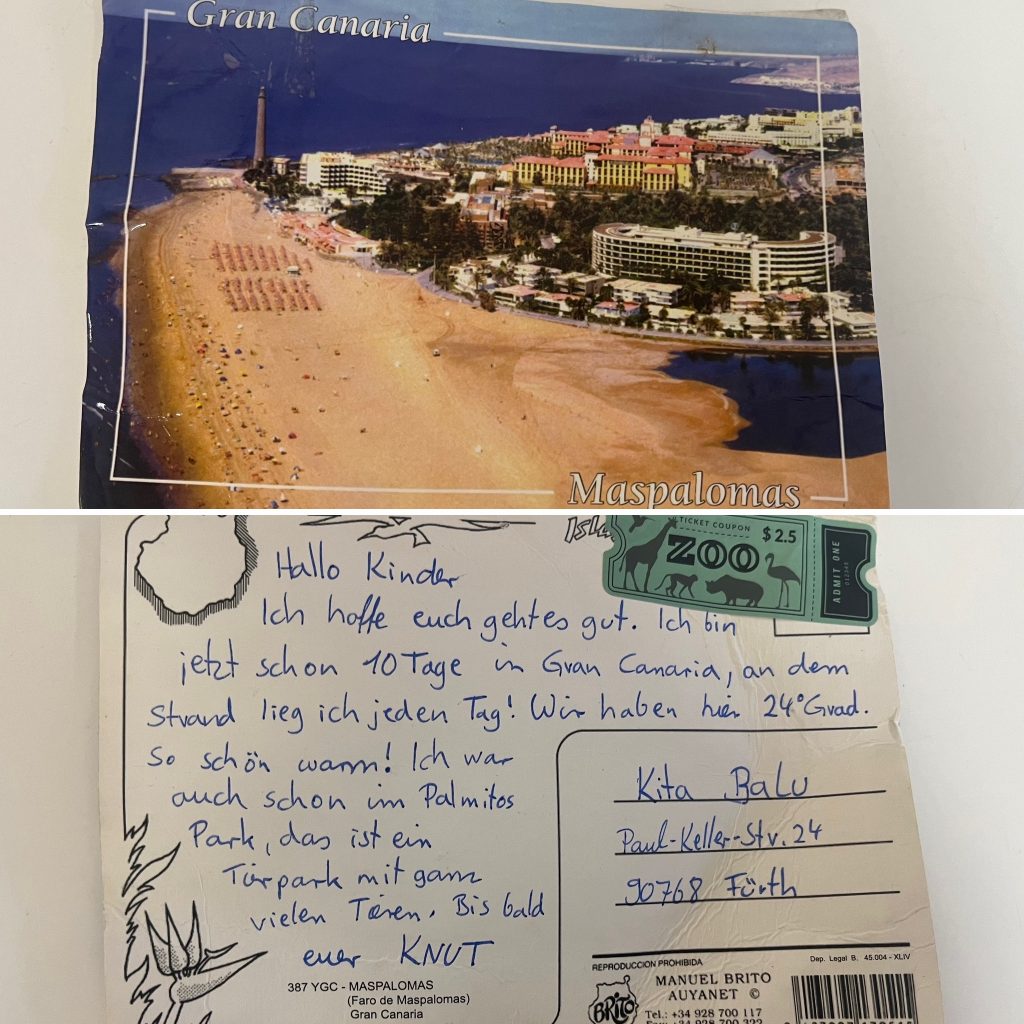 Gran Canaria
Maspalomas
TICKET COUPON
$ 2.5
ZOO
ADMIT ONE
012345
Hallo Kinder
Ich hoffe euch geht es gut. Ich bin
jetzt schon 10 Tage in Gran Canaria, an dem
Strand lieg ich jeden Tag! Wir haben hier 24° Grad.
So schön warm! Ich war
auch schon im Palmitos
Park, das ist ein
Tierpark mit ganz
vielen Tieren. Bis bald
euer KNUT
Kita BaLu
Paul-Keller-Str. 24
90768 Fürth
387 YGC - MASPALOMAS
(Faro de Maspalomas)
Gran Canaria
REPRODUCCION PROHIBIDA
Dep. Legal B. 45.004 - XLIV
BRITO
MANUEL BRITO
AUYANET ©
Tel.: +34 928 700 117